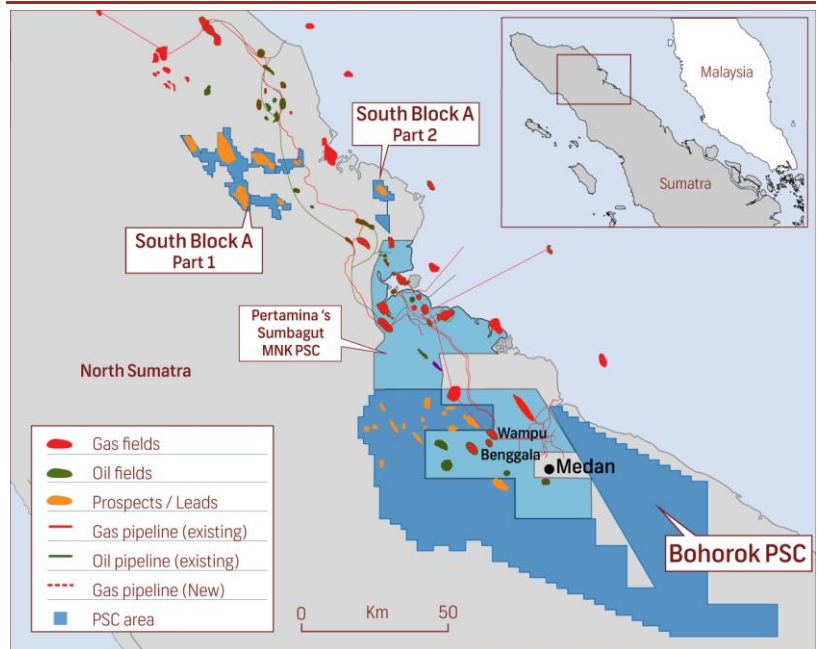 Malaysia
Sumatra
South Block A
Part 2
South Block A
Part 1
Pertamina 's
Sumbagut
MNK PSC
North Sumatra
Wampu
Benggala
Medan
Bohorok PSC
Gas fields
Oil fields
Prospects / Leads
Gas pipeline (existing)
Oil pipeline (existing)
Gas pipeline (New)
PSC area
0 Km 50